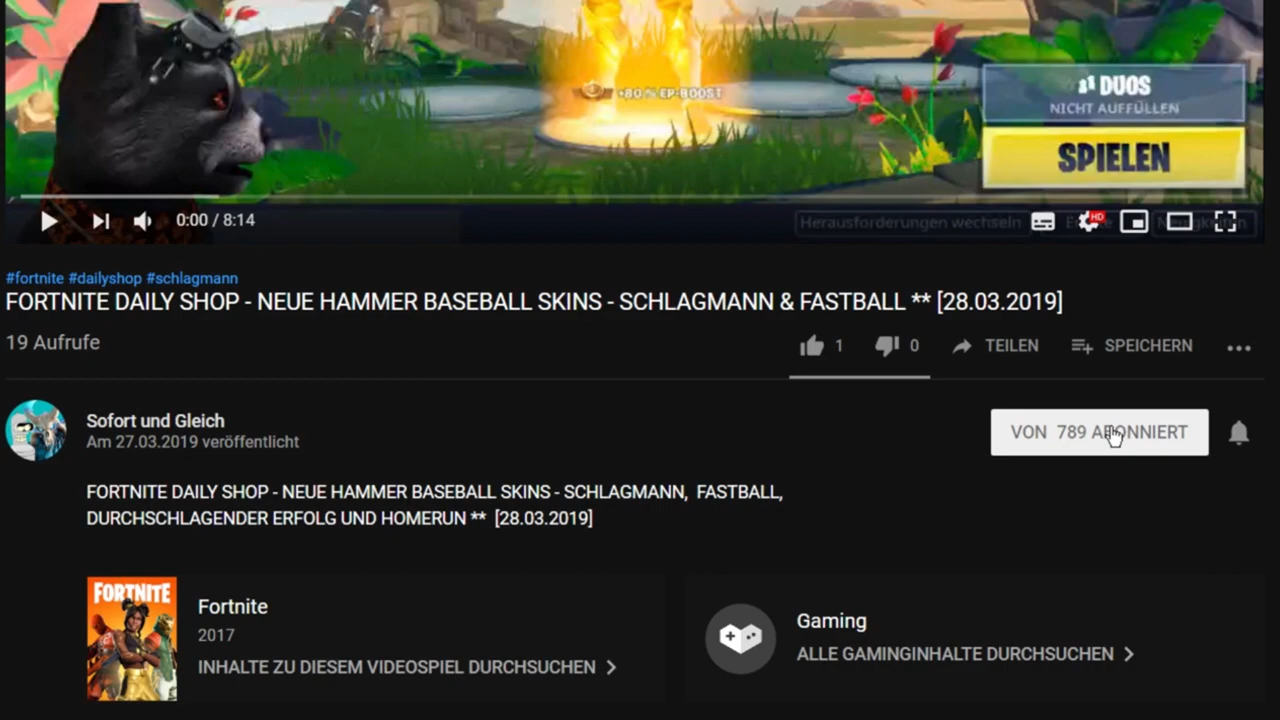 +80 % EP-BOOST
DUOS
NICHT AUFFÜLLEN
SPIELEN
0:00 / 8:14
Herausforderungen wechseln
HD
#fortnite #dailyshop #schlagmann
FORTNITE DAILY SHOP - NEUE HAMMER BASEBALL SKINS - SCHLAGMANN & FASTBALL ** [28.03.2019]
19 Aufrufe
1
0
TEILEN
SPEICHERN
Sofort und Gleich
Am 27.03.2019 veröffentlicht
VON 789 ABONNIERT
FORTNITE DAILY SHOP - NEUE HAMMER BASEBALL SKINS - SCHLAGMANN, FASTBALL,
DURCHSCHLAGENDER ERFOLG UND HOMERUN ** [28.03.2019]
FORTNITE
Fortnite
2017
INHALTE ZU DIESEM VIDEOSPIEL DURCHSUCHEN
Gaming
ALLE GAMINGINHALTE DURCHSUCHEN